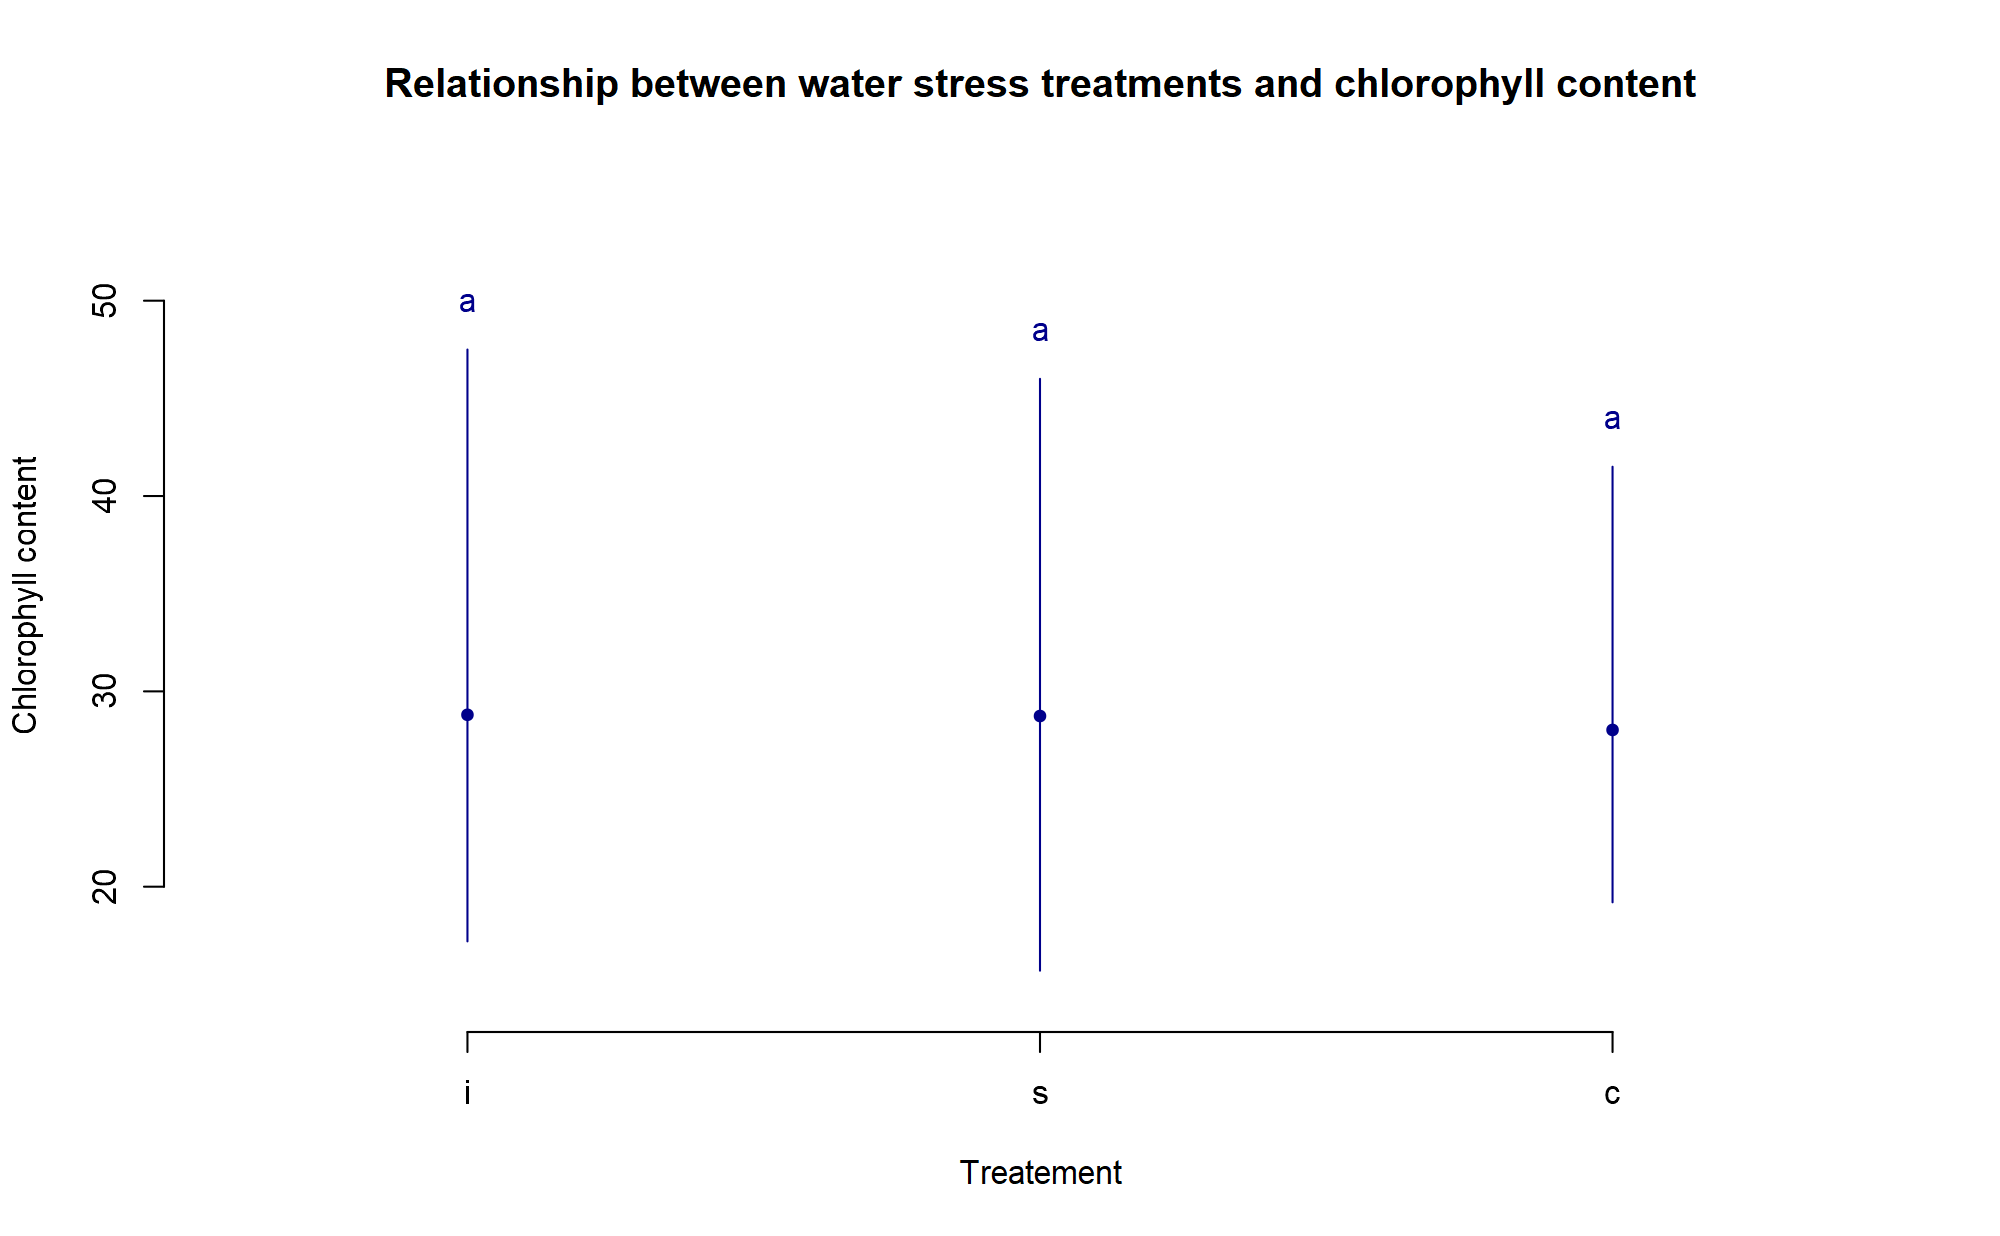 Relationship between water stress treatments and chlorophyll content
50
40
30
20
Chlorophyll content
a
a
a
i
s
c
Treatement